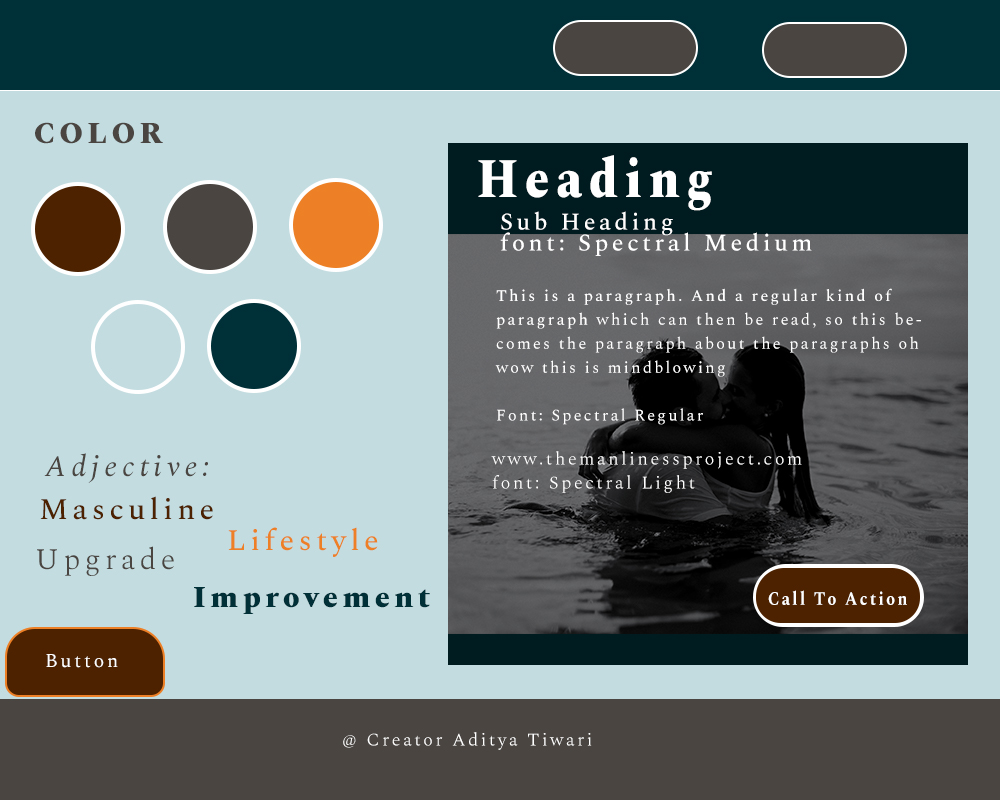 COLOR
Heading
Sub Heading
font: Spectral Medium
This is a paragraph. And a regular kind of
paragraph which can then be read, so this be-
comes the paragraph about the paragraphs oh
wow this is mindblowing
Font: Spectral Regular
www.themanlinessproject.com
font: Spectral Light
Call To Action
Adjective:
Masculine
Lifestyle
Upgrade
Improvement
Button
@ Creator Aditya Tiwari